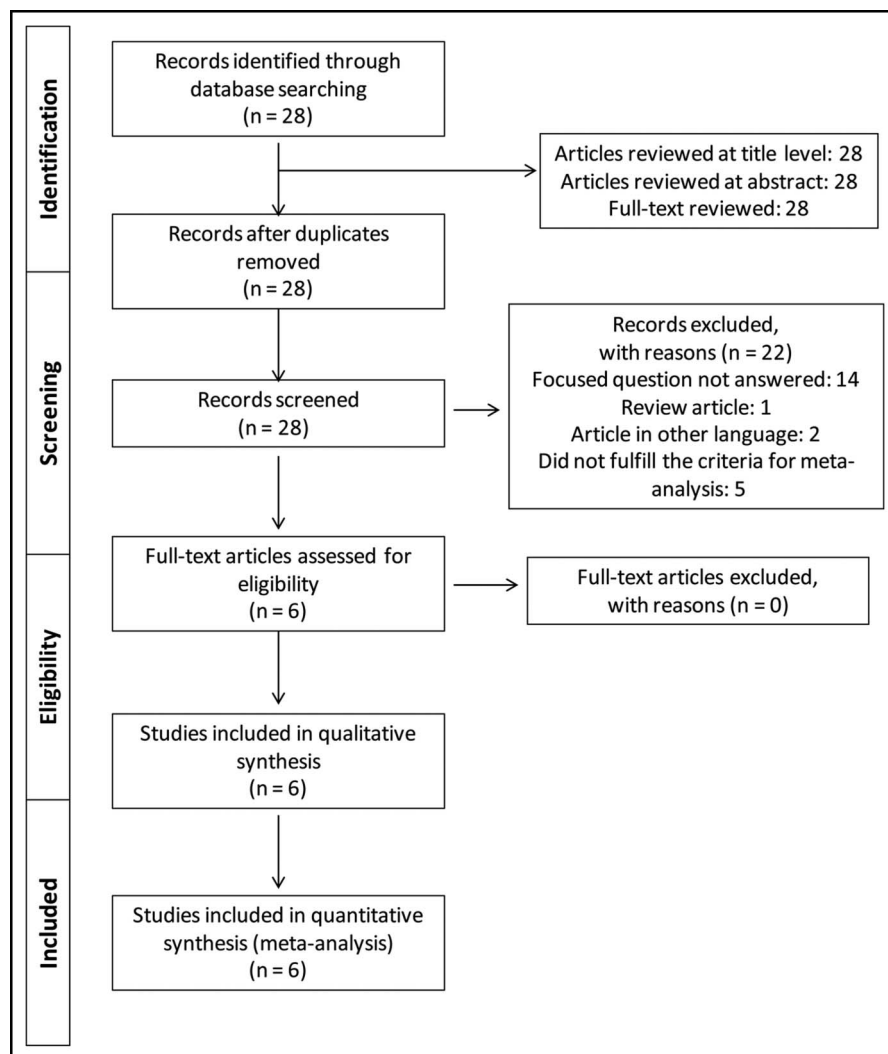 Identification
Records identified through
database searching
(n = 28)
Articles reviewed at title level: 28
Articles reviewed at abstract: 28
Full-text reviewed: 28
Records after duplicates
removed
(n = 28)
Screening
Records screened
(n = 28)
Records excluded,
with reasons (n = 22)
Focused question not answered: 14
Review article: 1
Article in other language: 2
Did not fulfill the criteria for meta-
analysis: 5
Eligibility
Full-text articles assessed for
eligibility
(n = 6)
Full-text articles excluded,
with reasons (n = 0)
Studies included in qualitative
synthesis
(n = 6)
Included
Studies included in quantitative
synthesis (meta-analysis)
(n = 6)